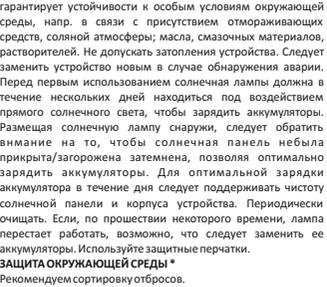 гарантирует устойчивости к особым условиям окружающей
среды, напр. в связи с присутствием отмораживающих
средств, соляной атмосферы; масла, смазочных материалов,
растворителей. Не допускать затопления устройства. Следует
заменить устройство новым в случае обнаружения аварии.
Перед первым использованием солнечная лампы должна в
течение нескольких дней находиться под воздействием
прямого солнечного света, чтобы зарядить аккумуляторы.
Размещая солнечную лампу снаружи, следует обратить
внмание на то, чтобы солнечная панель небыла
прикрыта/загорожена затемнена, позволяя оптимально
зарядить аккумуляторы. Для оптимальной зарядки
аккумулятора в течение дня следует поддерживать чистоту
солнечной панели и корпуса устройства. Периодически
очищать. Если, по прошествии некоторого времени, лампа
перестает работать, возможно, что следует заменить ее
аккумуляторы. Используйте защитные перчатки.
ЗАЩИТА ОКРУЖАЮЩЕЙ СРЕДЫ *
Рекомендуем сортировку отбросов.